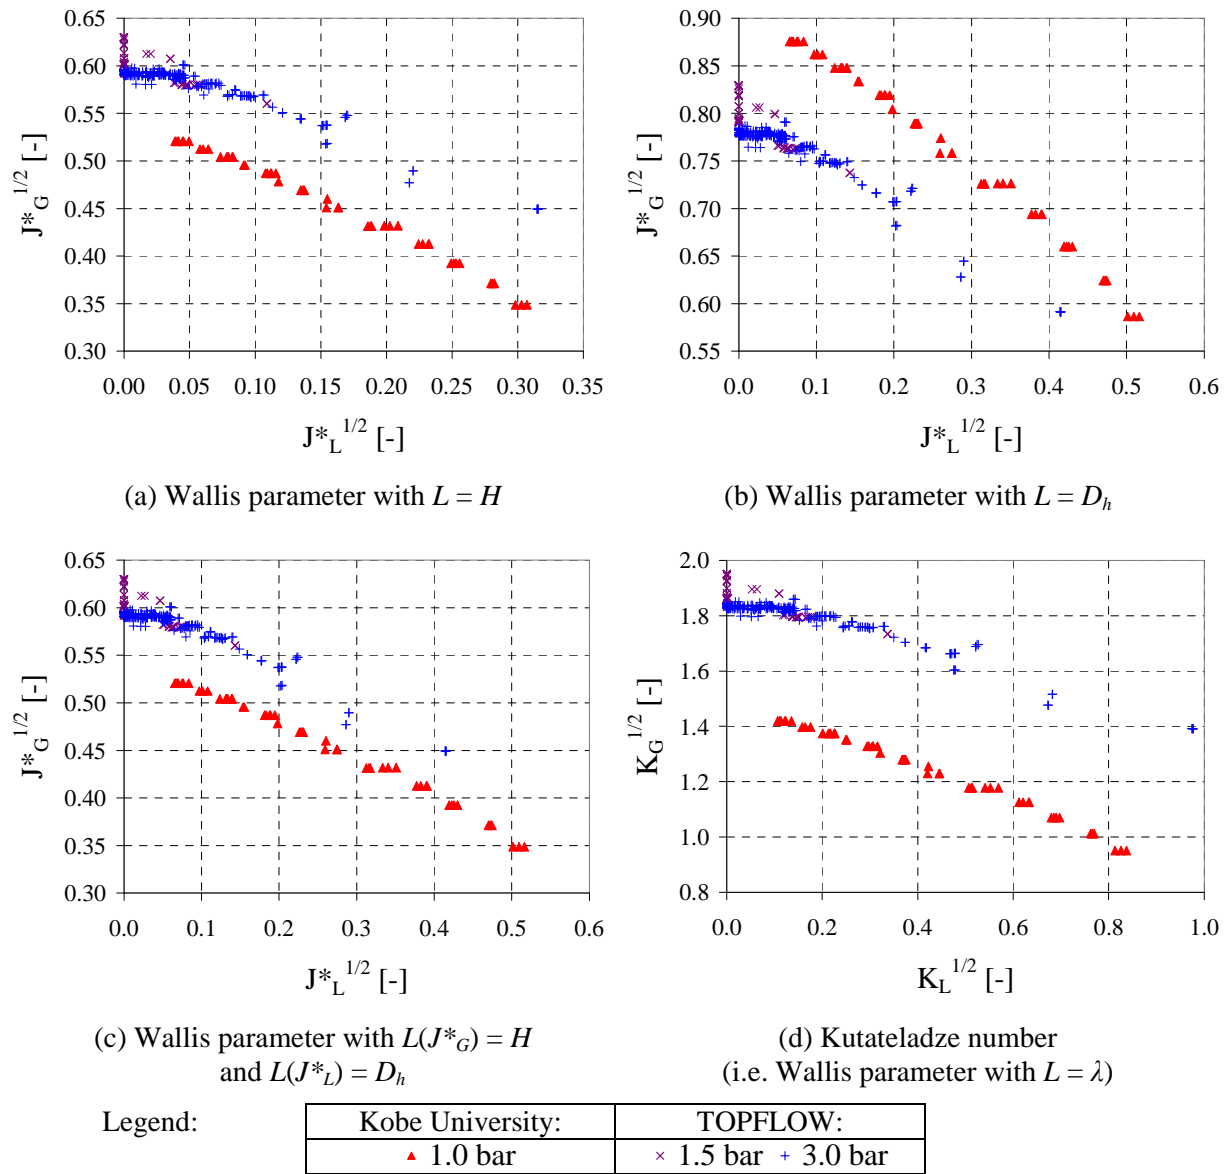 0.65
0.60
0.55
0.50
0.45
0.40
0.35
0.30
J*G^1/2 [-]
0.00 0.05 0.10 0.15 0.20 0.25 0.30 0.35
J*L^1/2 [-]
(a) Wallis parameter with L = H
0.90
0.85
0.80
0.75
0.70
0.65
0.60
0.55
J*G^1/2 [-]
0.0 0.1 0.2 0.3 0.4 0.5 0.6
J*L^1/2 [-]
(b) Wallis parameter with L = Dh
0.65
0.60
0.55
0.50
0.45
0.40
0.35
0.30
J*G^1/2 [-]
0.0 0.1 0.2 0.3 0.4 0.5 0.6
J*L^1/2 [-]
(c) Wallis parameter with L(J*G) = H
and L(J*L) = Dh
2.0
1.8
1.6
1.4
1.2
1.0
0.8
KG^1/2 [-]
0.0 0.2 0.4 0.6 0.8 1.0
KL^1/2 [-]
(d) Kutateladze number
(i.e. Wallis parameter with L = λ)
Legend: Kobe University: TOPFLOW:
▲ 1.0 bar × 1.5 bar + 3.0 bar